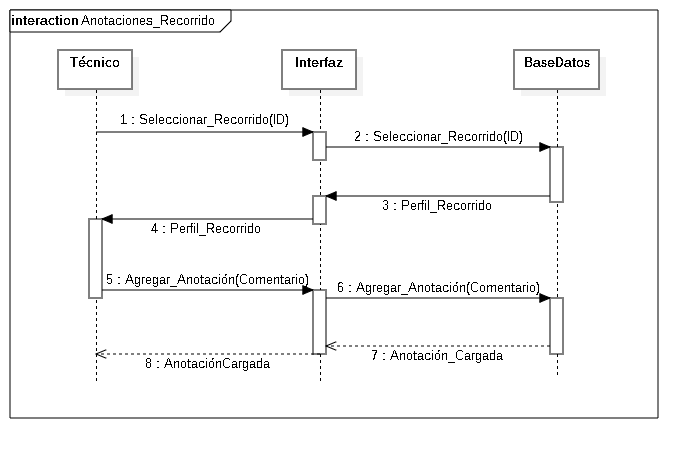 interaction Anotaciones_Recorrido
Técnico
Interfaz
BaseDatos
1 : Seleccionar_Recorrido(ID)
2 : Seleccionar_Recorrido(ID)
3 : Perfil_Recorrido
4 : Perfil_Recorrido
5 : Agregar_Anotación(Comentario)
6 : Agregar_Anotación(Comentario)
7 : Anotación_Cargada
8 : AnotaciónCargada